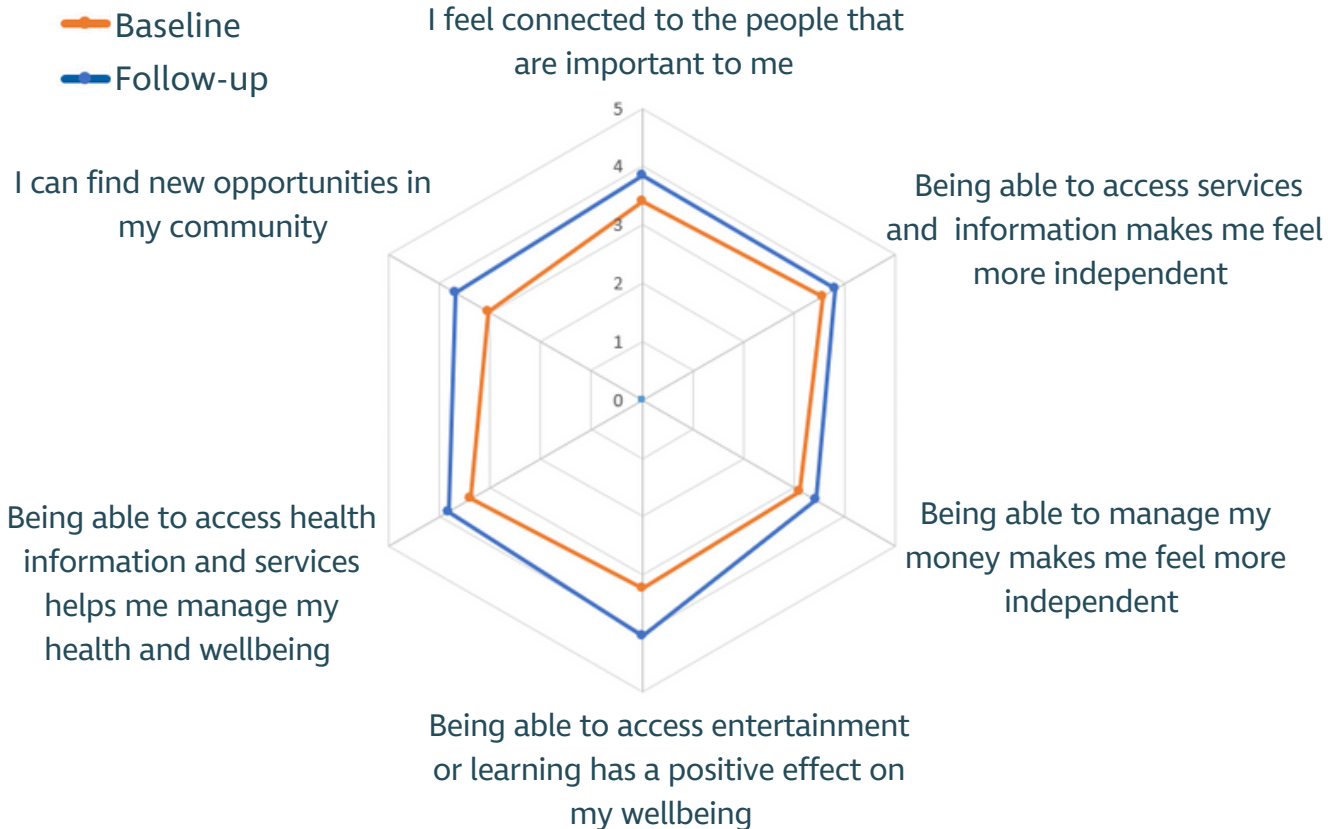 Baseline
Follow-up
I feel connected to the people that
are important to me
5
4
3
2
1
0
Being able to access services
and  information makes me feel
more independent
Being able to manage my
money makes me feel more
independent
Being able to access entertainment
or learning has a positive effect on
my wellbeing
Being able to access health
information and services
helps me manage my
health and wellbeing
I can find new opportunities in
my community